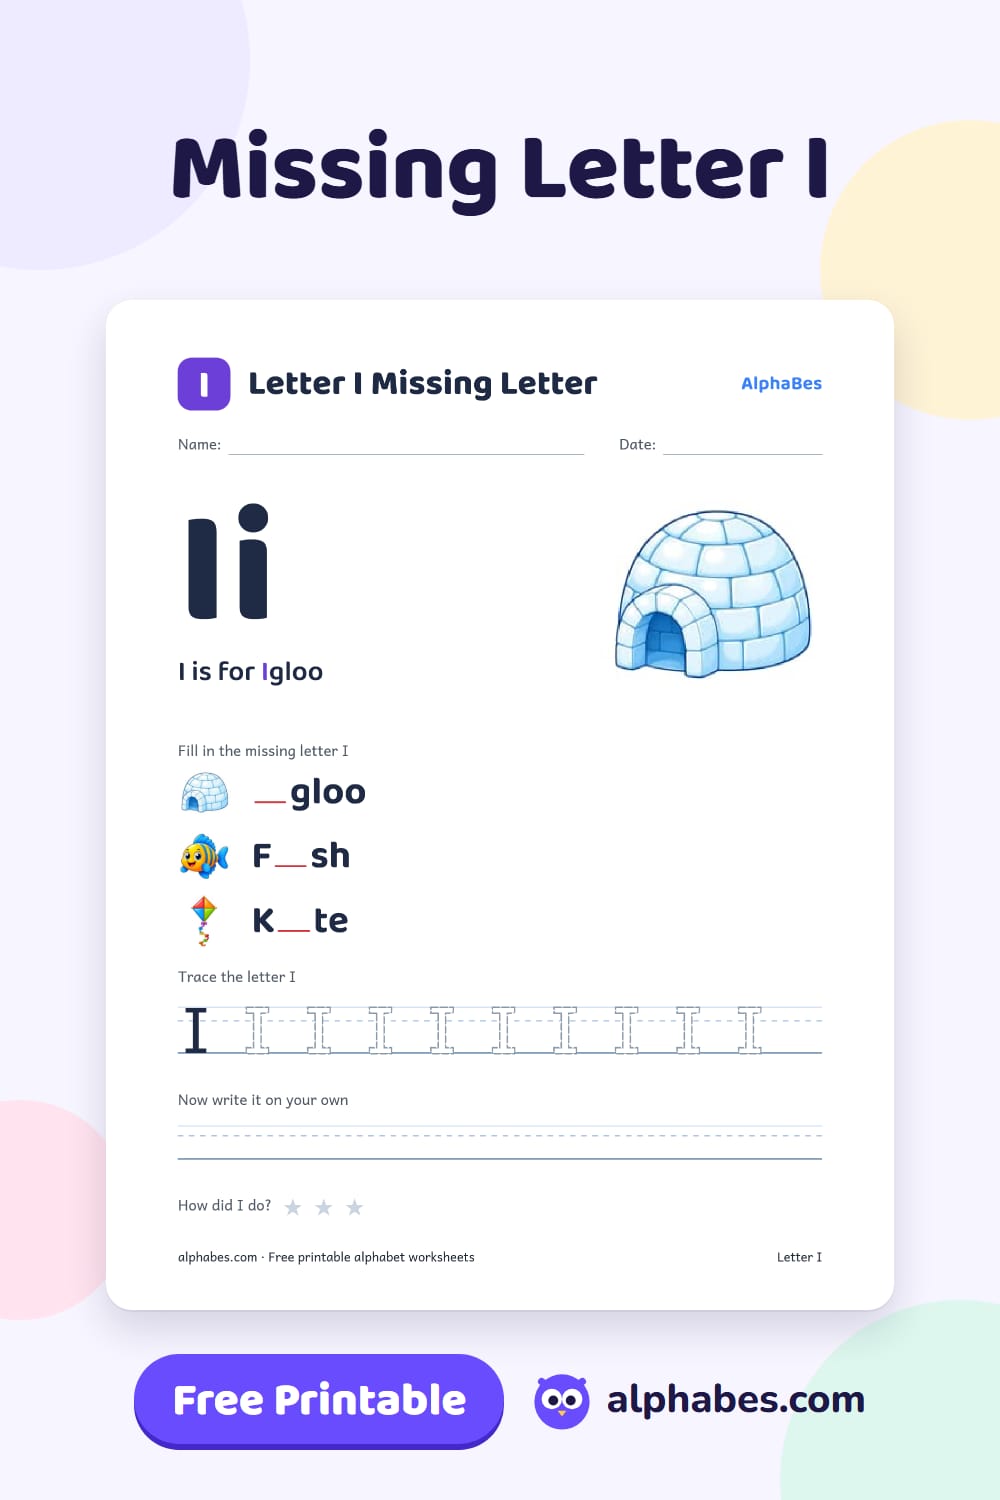 Missing Letter I
I Letter I Missing Letter AlphaBes
Name: Date:
Ii
I is for Igloo
Fill in the missing letter I
__gloo
F__sh
K__te
Trace the letter I
I I I I I I I I I I
Now write it on your own
How did I do? ★ ★ ★
alphabes.com · Free printable alphabet worksheets Letter I
Free Printable alphabes.com